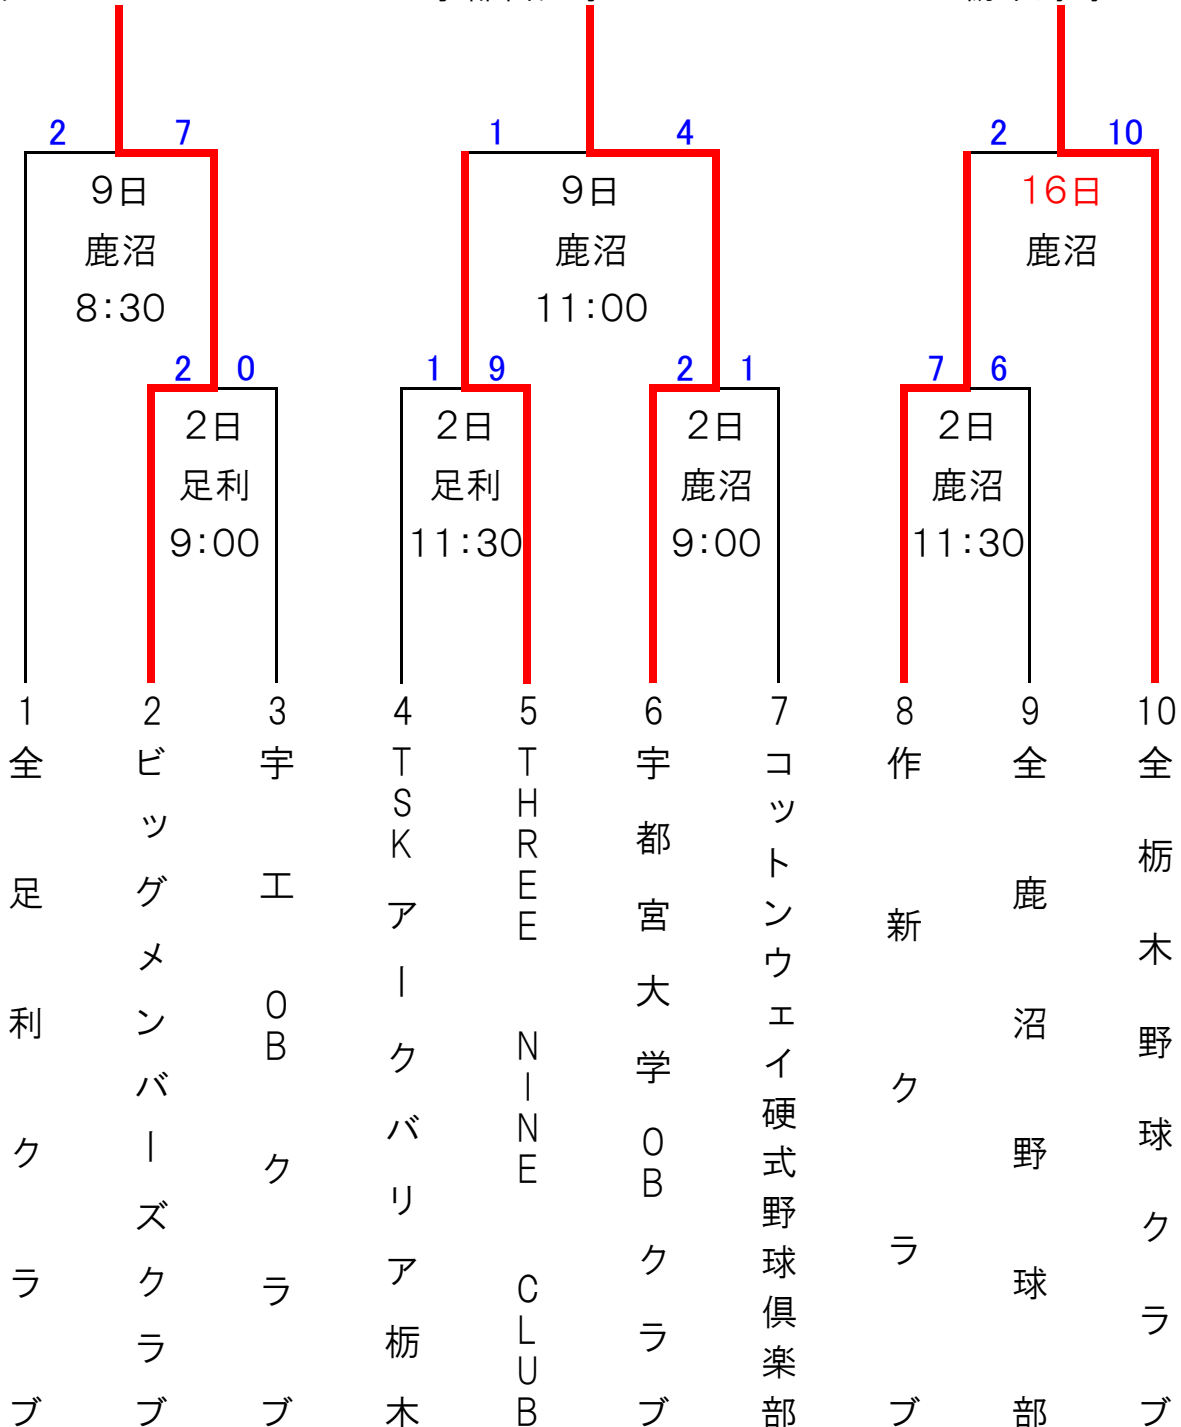 2 7 1 4 2 10
9日 9日 16日
鹿沼 鹿沼 鹿沼
8:30 11:00
2 0 1 9 2 1 7 6
2日 2日 2日 2日
足利 足利 鹿沼 鹿沼
9:00 11:30 9:00 11:30
1 2 3 4 5 6 7 8 9 10
全足利クラブ
ビッグメンバーズクラブ
宇工OBクラブ
TSKアークバリア栃木
THREE NINE CLUB
宇都宮大学OBクラブ
コットンウェイ硬式野球倶楽部
作新クラブ
全鹿沼野球部
全栃木野球クラブ